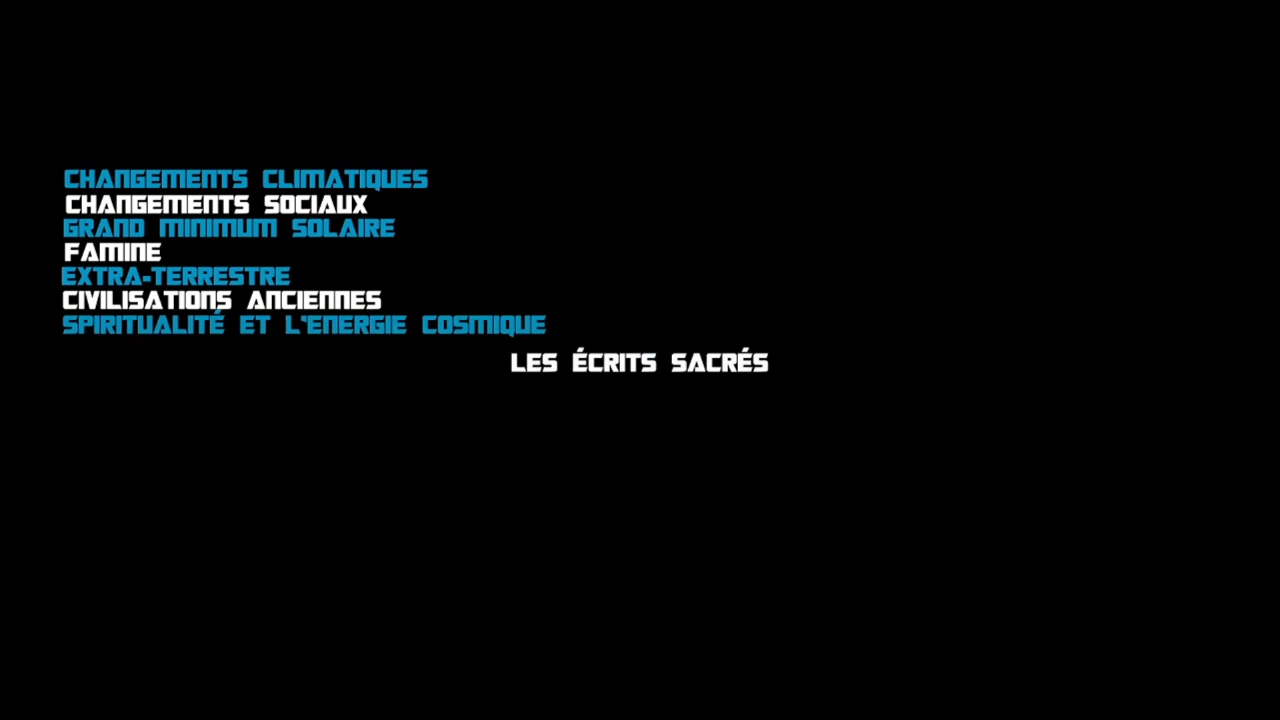 CHANGEMENTS CLIMATIQUES
CHANGEMENTS SOCIAUX
GRAND MINIMUM SOLAIRE
FAMINE
EXTRA-TERRESTRE
CIVILISATIONS ANCIENNES
SPIRITUALITÉ ET L'ENERGIE COSMIQUE
LES ÉCRITS SACRÉS